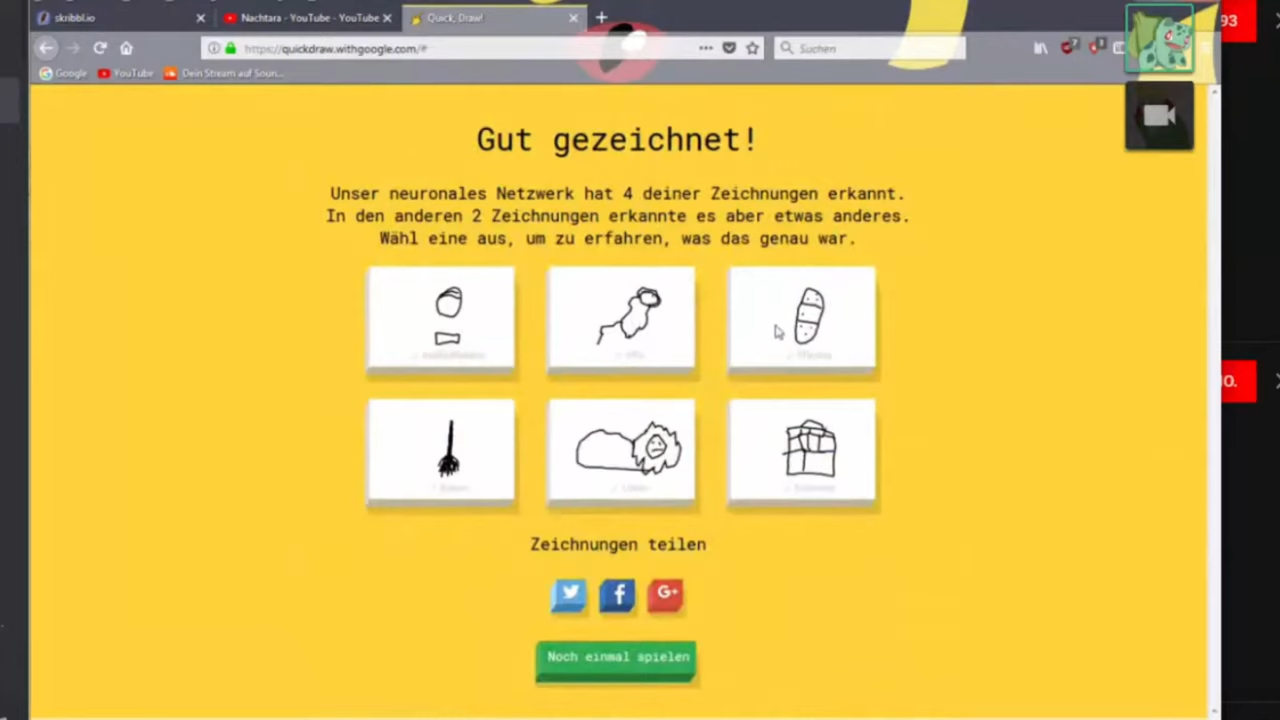 skribbl.io
Nachtara - YouTube - YouTube
Quick, Draw!
93
https://quickdraw.withgoogle.com/#
Suchen
Google
YouTube
Dein Stream auf Soun...
Gut gezeichnet!
Unser neuronales Netzwerk hat 4 deiner Zeichnungen erkannt.
In den anderen 2 Zeichnungen erkannte es aber etwas anderes.
Wähl eine aus, um zu erfahren, was das genau war.
Zeichnungen teilen
G+
Noch einmal spielen